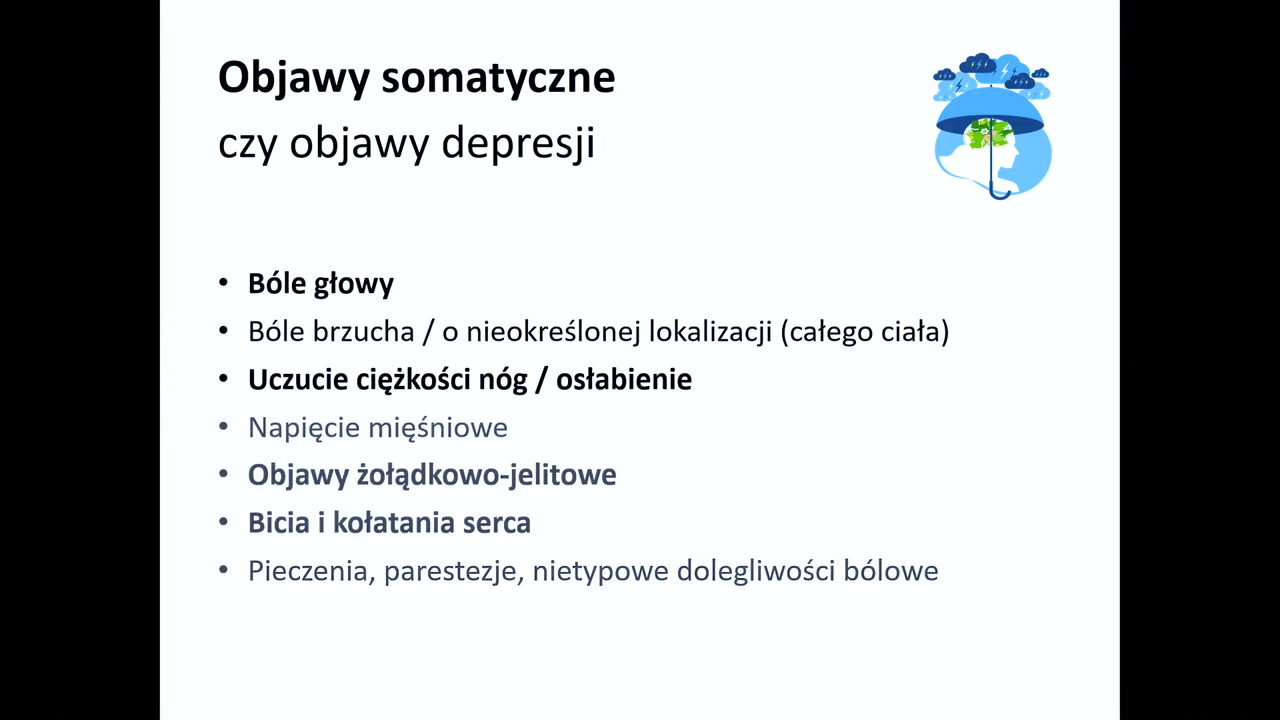 Objawy somatyczne
czy objawy depresji
• Bóle głowy
• Bóle brzucha / o nieokreślonej lokalizacji (całego ciała)
• Uczucie ciężkości nóg / osłabienie
• Napięcie mięśniowe
• Objawy żołądkowo-jelitowe
• Bicia i kołatania serca
• Pieczenia, parestezje, nietypowe dolegliwości bólowe